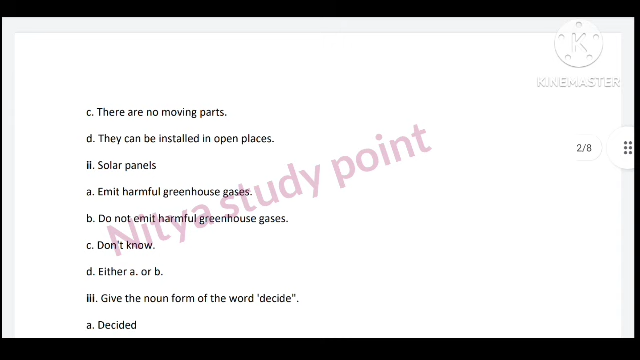 K
KINEMASTER
c. There are no moving parts.
d. They can be installed in open places.
2/8
ii. Solar panels
a. Emit harmful greenhouse gases.
b. Do not emit harmful greenhouse gases.
c. Don't know.
d. Either a. or b.
iii. Give the noun form of the word 'decide".
a. Decided
Nitya study point